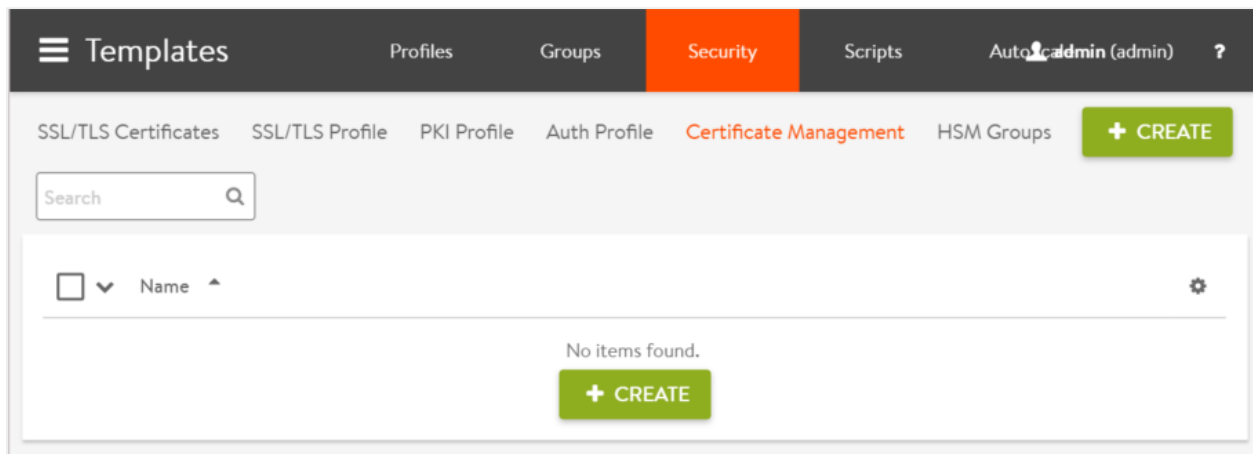 Templates Profiles Groups Security Scripts Autoscale admin (admin) ?
SSL/TLS Certificates SSL/TLS Profile PKI Profile Auth Profile Certificate Management HSM Groups + CREATE
Search
Name
No items found.
+ CREATE